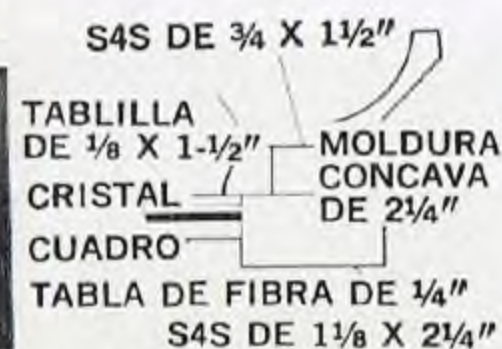 S4S DE ¾ X 1½"
TABLILLA
DE ⅛ X 1-½"
MOLDURA
CONCAVA
DE 2¼"
CRISTAL
CUADRO
TABLA DE FIBRA DE ¼"
S4S DE 1⅛ X 2¼"